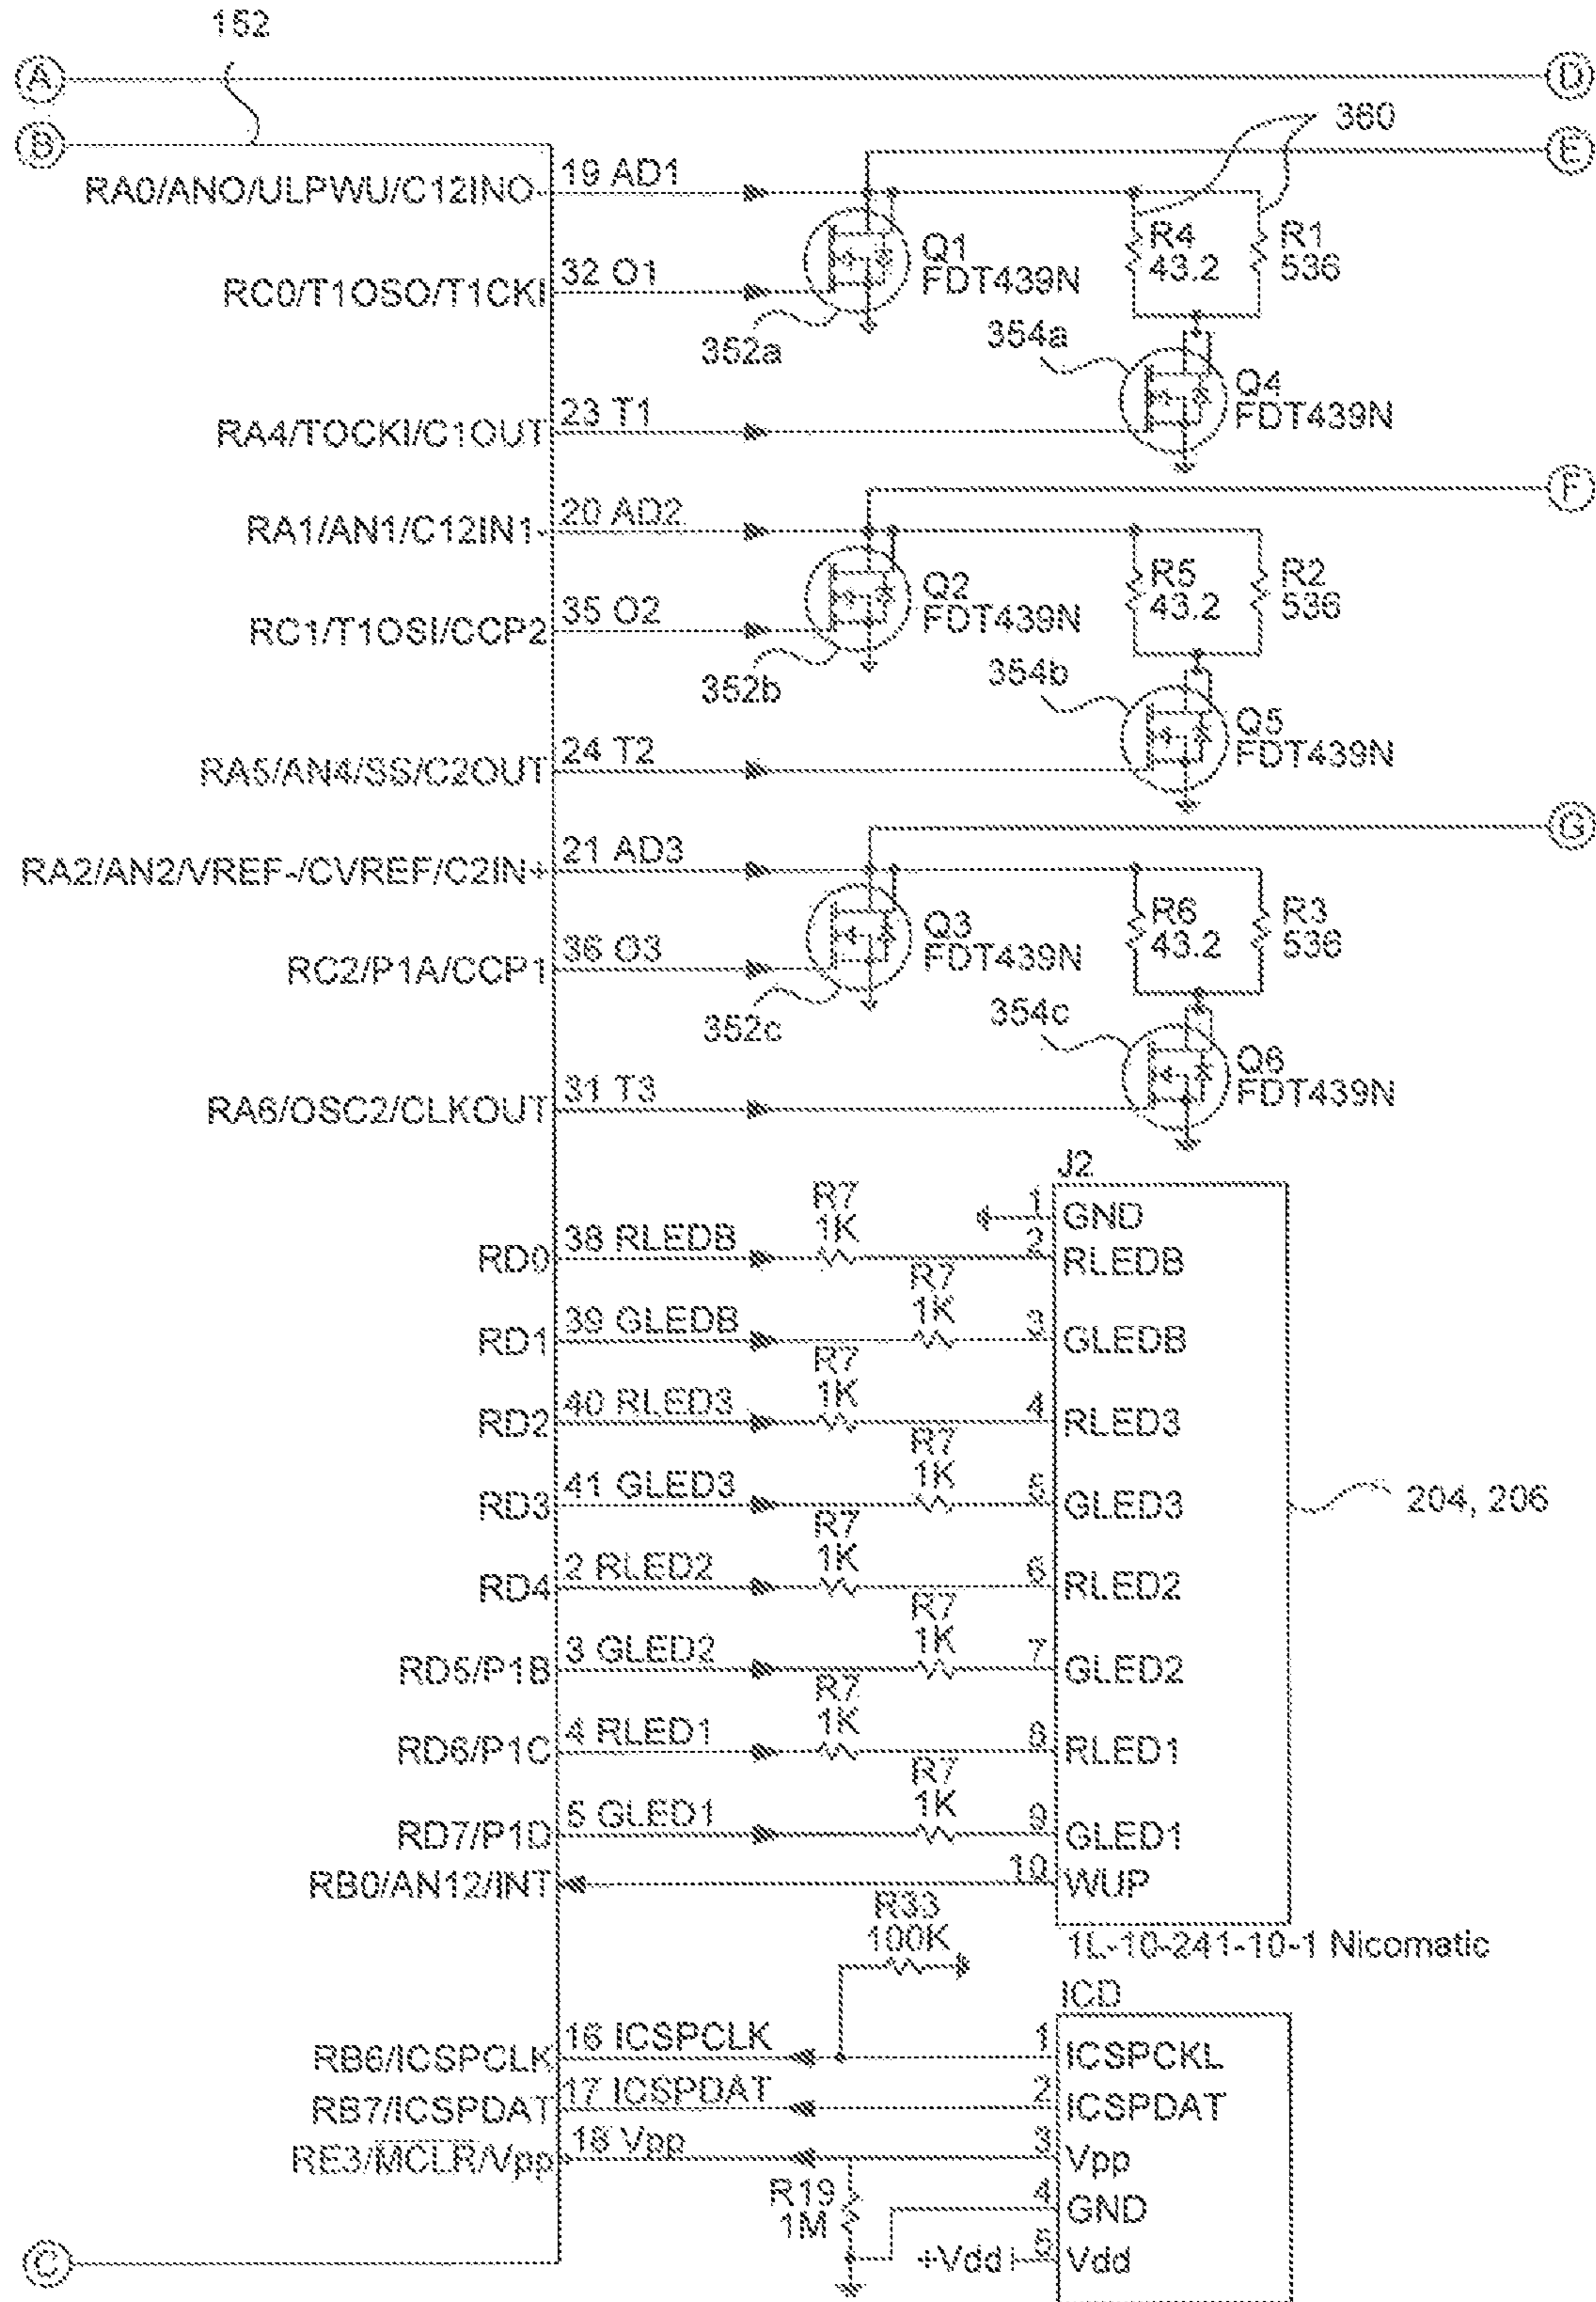 152
A
D
B
360
E
RA0/ANO/ULPWU/C12INO-
19 AD1
R4
43.2
R1
536
Q1
FDT439N
RC0/T1OSO/T1CKI
32 O1
352a
354a
Q4
FDT439N
RA4/TOCKI/C1OUT
23 T1
F
RA1/AN1/C12IN1-
20 AD2
R5
43.2
R2
536
Q2
FDT439N
RC1/T1OSI/CCP2
35 O2
352b
354b
Q5
FDT439N
RA5/AN4/SS/C2OUT
24 T2
G
RA2/AN2/VREF-/CVREF/C2IN+
21 AD3
R6
43.2
R3
536
Q3
FDT439N
RC2/P1A/CCP1
36 O3
352c
354c
Q6
FDT439N
RA6/OSC2/CLKOUT
31 T3
J2
1 GND
RD0
38 RLEDB
R7
1K
2 RLEDB
RD1
39 GLEDB
R7
1K
3 GLEDB
RD2
40 RLED3
R7
1K
4 RLED3
RD3
41 GLED3
R7
1K
5 GLED3
204, 206
RD4
2 RLED2
R7
1K
6 RLED2
RD5/P1B
3 GLED2
R7
1K
7 GLED2
RD6/P1C
4 RLED1
R7
1K
8 RLED1
RD7/P1D
5 GLED1
R7
1K
9 GLED1
RB0/AN12/INT
10 WUP
1L-10-241-10-1 Nicomatic
R33
100K
ICD
RB6/ICSPCLK
16 ICSPCLK
1 ICSPCKL
RB7/ICSPDAT
17 ICSPDAT
2 ICSPDAT
RE3/MCLR/Vpp
18 Vpp
3 Vpp
R19
1M
4 GND
+Vdd
5 Vdd
C